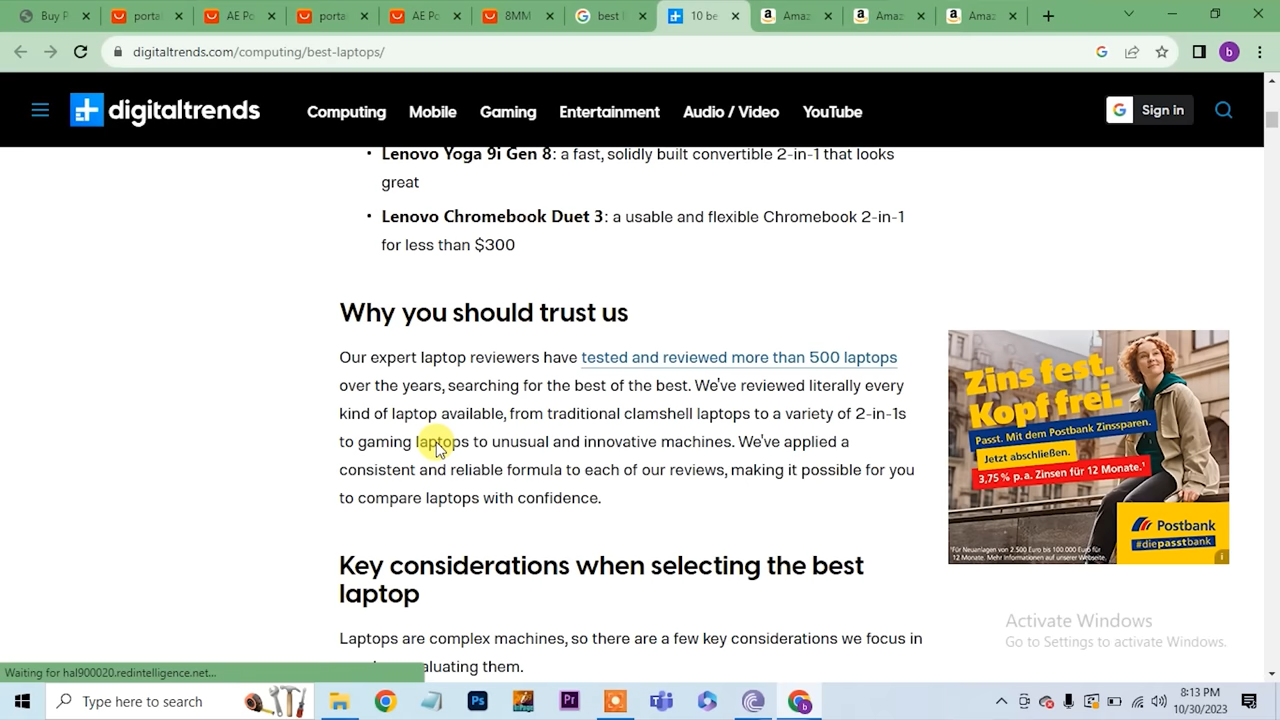 Buy P
porta
AE Po
porta
AE Po
8MM
best l
10 be
Amaz
Amaz
Amaz
digitaltrends.com/computing/best-laptops/
b
digitaltrends
Computing
Mobile
Gaming
Entertainment
Audio / Video
YouTube
Sign in
• Lenovo Yoga 9i Gen 8: a fast, solidly built convertible 2-in-1 that looks
great
• Lenovo Chromebook Duet 3: a usable and flexible Chromebook 2-in-1
for less than $300
Why you should trust us
Our expert laptop reviewers have tested and reviewed more than 500 laptops
over the years, searching for the best of the best. We've reviewed literally every
kind of laptop available, from traditional clamshell laptops to a variety of 2-in-1s
to gaming laptops to unusual and innovative machines. We've applied a
consistent and reliable formula to each of our reviews, making it possible for you
to compare laptops with confidence.
Key considerations when selecting the best
laptop
Laptops are complex machines, so there are a few key considerations we focus in
aluating them.
Zins fest.
Kopf frei.
Passt. Mit dem Postbank Zinssparen.
Jetzt abschließen.
3,75% p.a. Zinsen für 12 Monate.¹
Postbank
#diepasstbank
¹Für Neuanlagen von 2.500 Euro bis 100.000 Euro für
12 Monate. Mehr Informationen auf unserer Webseite.
Activate Windows
Go to Settings to activate Windows.
Waiting for hal900020.redintelligence.net...
Type here to search
Ps
Pr
8:13 PM
10/30/2023